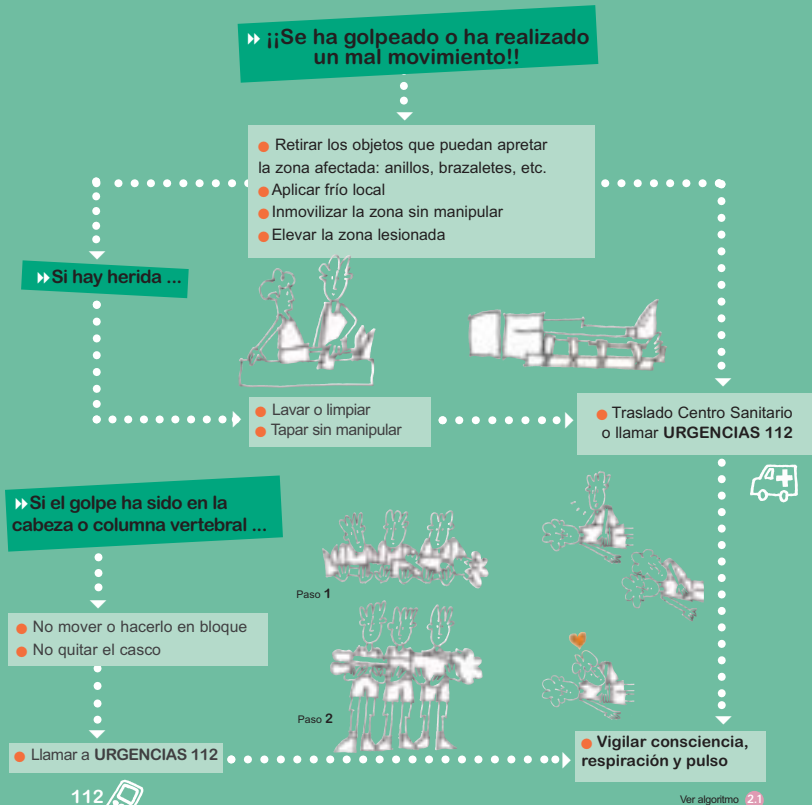 ¡¡Se ha golpeado o ha realizado
un mal movimiento!!
Retirar los objetos que puedan apretar
la zona afectada: anillos, brazaletes, etc.
Aplicar frío local
Inmovilizar la zona sin manipular
Elevar la zona lesionada
Si hay herida ...
Lavar o limpiar
Tapar sin manipular
Traslado Centro Sanitario
o llamar URGENCIAS 112
Si el golpe ha sido en la
cabeza o columna vertebral ...
Paso 1
No mover o hacerlo en bloque
No quitar el casco
Paso 2
Llamar a URGENCIAS 112
Vigilar consciencia,
respiración y pulso
112
Ver algoritmo 2.1